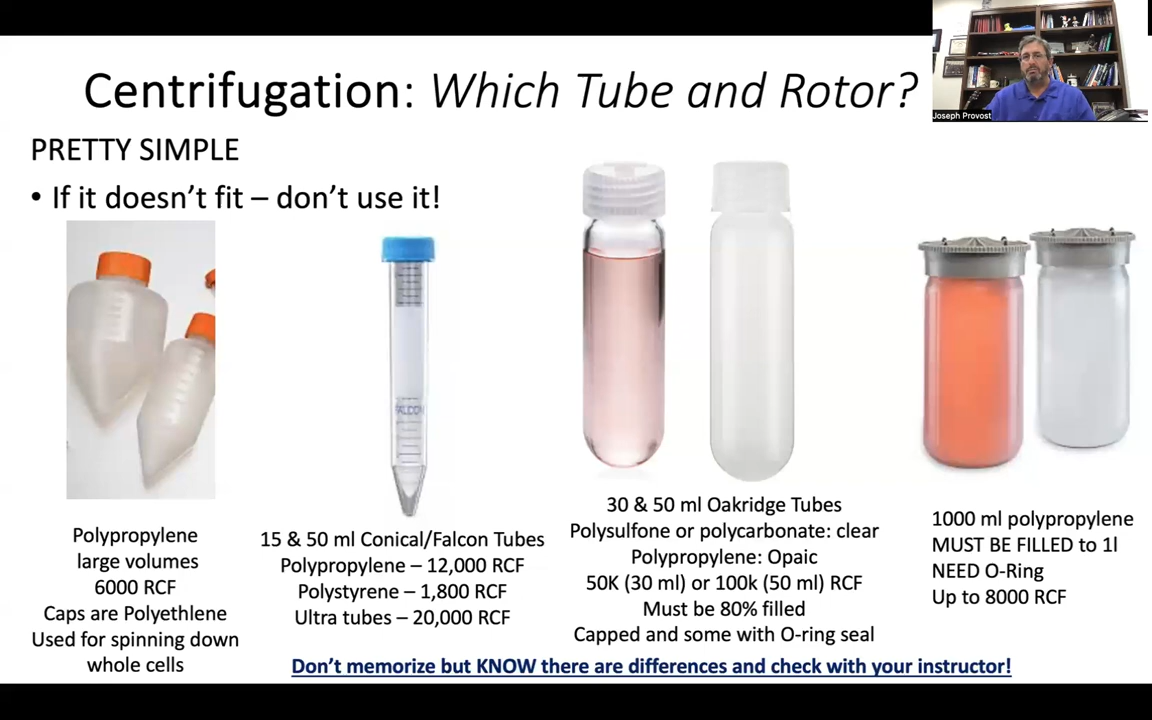 Centrifugation: Which Tube and Rotor?
Joseph Provost
PRETTY SIMPLE
• If it doesn't fit – don't use it!
FALCON
Polypropylene
large volumes
6000 RCF
Caps are Polyethlene
Used for spinning down
whole cells
15 & 50 ml Conical/Falcon Tubes
Polypropylene – 12,000 RCF
Polystyrene – 1,800 RCF
Ultra tubes – 20,000 RCF
30 & 50 ml Oakridge Tubes
Polysulfone or polycarbonate: clear
Polypropylene: Opaic
50K (30 ml) or 100k (50 ml) RCF
Must be 80% filled
Capped and some with O-ring seal
1000 ml polypropylene
MUST BE FILLED to 1l
NEED O-Ring
Up to 8000 RCF
Don't memorize but KNOW there are differences and check with your instructor!